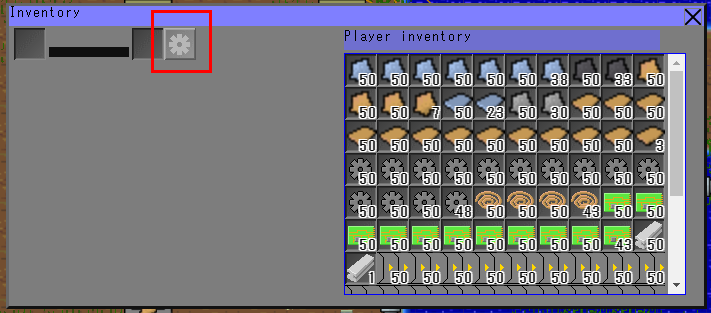 Inventory
Player inventory
50 50 50 50 50 50 38 50 33 50
50 50 7 50 23 50 30 50 50 50
50 50 50 50 50 50 50 50 50 3
50 50 50 50 50 50 50 50 50 50
50 50 50 48 50 50 50 43 50 50
50 50 50 50 50 50 50 50 43 50
1 50 50 50 50 50 50 50 50 50